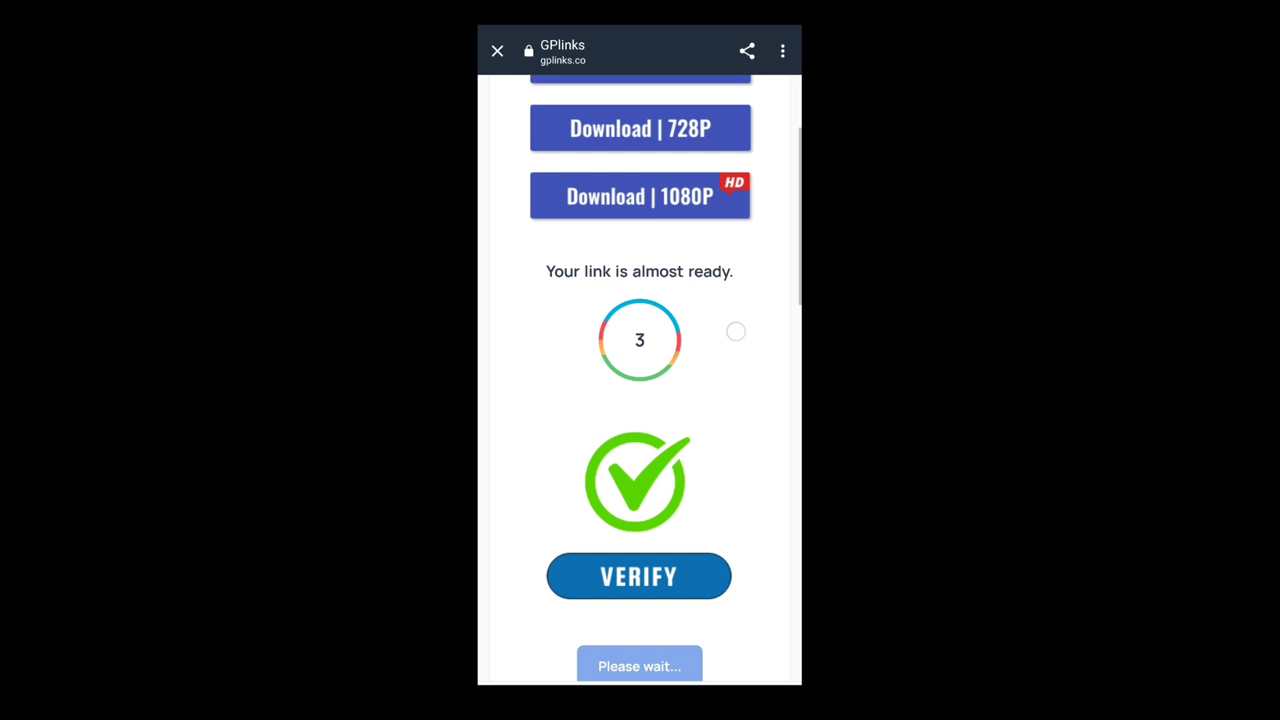 GPlinks
gplinks.co
Download | 728P
Download | 1080P
HD
Your link is almost ready.
3
VERIFY
Please wait...